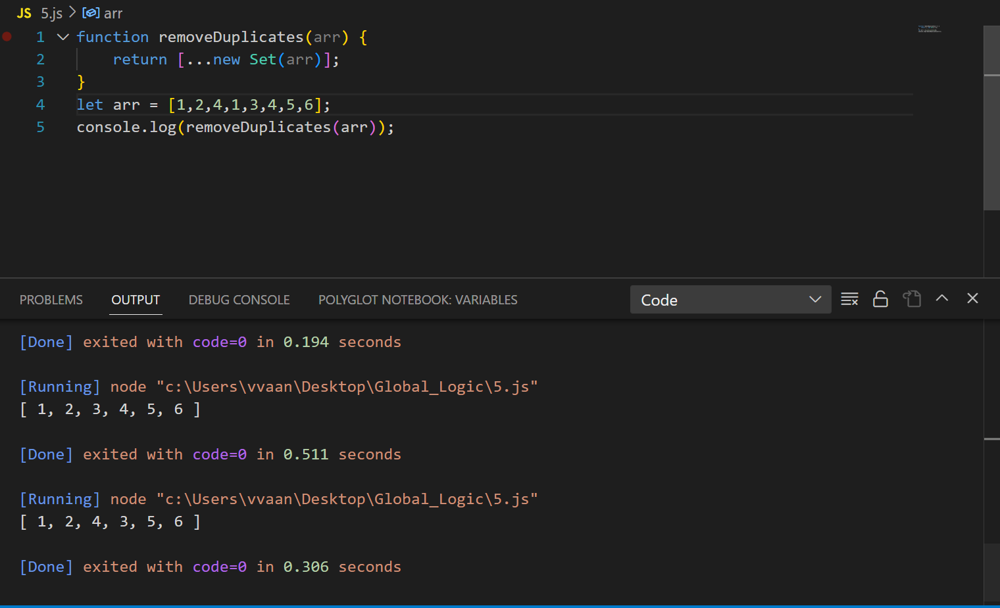 JS 5.js > arr
1 function removeDuplicates(arr) {
2     return [...new Set(arr)];
3 }
4 let arr = [1,2,4,1,3,4,5,6];
5 console.log(removeDuplicates(arr));
PROBLEMS OUTPUT DEBUG CONSOLE POLYGLOT NOTEBOOK: VARIABLES Code
[Done] exited with code=0 in 0.194 seconds
[Running] node "c:\Users\vvaan\Desktop\Global_Logic\5.js"
[ 1, 2, 3, 4, 5, 6 ]
[Done] exited with code=0 in 0.511 seconds
[Running] node "c:\Users\vvaan\Desktop\Global_Logic\5.js"
[ 1, 2, 4, 3, 5, 6 ]
[Done] exited with code=0 in 0.306 seconds